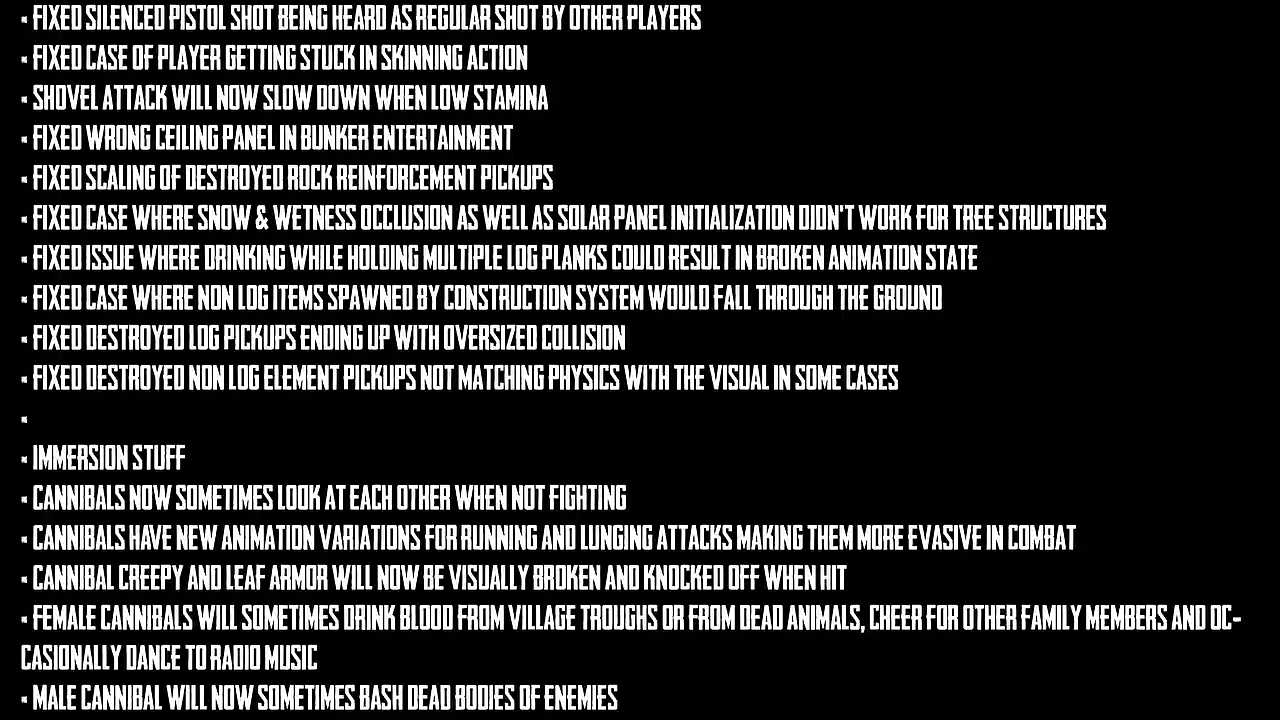 • FIXED SILENCED PISTOL SHOT BEING HEARD AS REGULAR SHOT BY OTHER PLAYERS
• FIXED CASE OF PLAYER GETTING STUCK IN SKINNING ACTION
• SHOVEL ATTACK WILL NOW SLOW DOWN WHEN LOW STAMINA
• FIXED WRONG CEILING PANEL IN BUNKER ENTERTAINMENT
• FIXED SCALING OF DESTROYED ROCK REINFORCEMENT PICKUPS
• FIXED CASE WHERE SNOW & WETNESS OCCLUSION AS WELL AS SOLAR PANEL INITIALIZATION DIDN'T WORK FOR TREE STRUCTURES
• FIXED ISSUE WHERE DRINKING WHILE HOLDING MULTIPLE LOG PLANKS COULD RESULT IN BROKEN ANIMATION STATE
• FIXED CASE WHERE NON LOG ITEMS SPAWNED BY CONSTRUCTION SYSTEM WOULD FALL THROUGH THE GROUND
• FIXED DESTROYED LOG PICKUPS ENDING UP WITH OVERSIZED COLLISION
• FIXED DESTROYED NON LOG ELEMENT PICKUPS NOT MATCHING PHYSICS WITH THE VISUAL IN SOME CASES
•
• IMMERSION STUFF
• CANNIBALS NOW SOMETIMES LOOK AT EACH OTHER WHEN NOT FIGHTING
• CANNIBALS HAVE NEW ANIMATION VARIATIONS FOR RUNNING AND LUNGING ATTACKS MAKING THEM MORE EVASIVE IN COMBAT
• CANNIBAL CREEPY AND LEAF ARMOR WILL NOW BE VISUALLY BROKEN AND KNOCKED OFF WHEN HIT
• FEMALE CANNIBALS WILL SOMETIMES DRINK BLOOD FROM VILLAGE TROUGHS OR FROM DEAD ANIMALS, CHEER FOR OTHER FAMILY MEMBERS AND OC-
CASIONALLY DANCE TO RADIO MUSIC
• MALE CANNIBAL WILL NOW SOMETIMES BASH DEAD BODIES OF ENEMIES